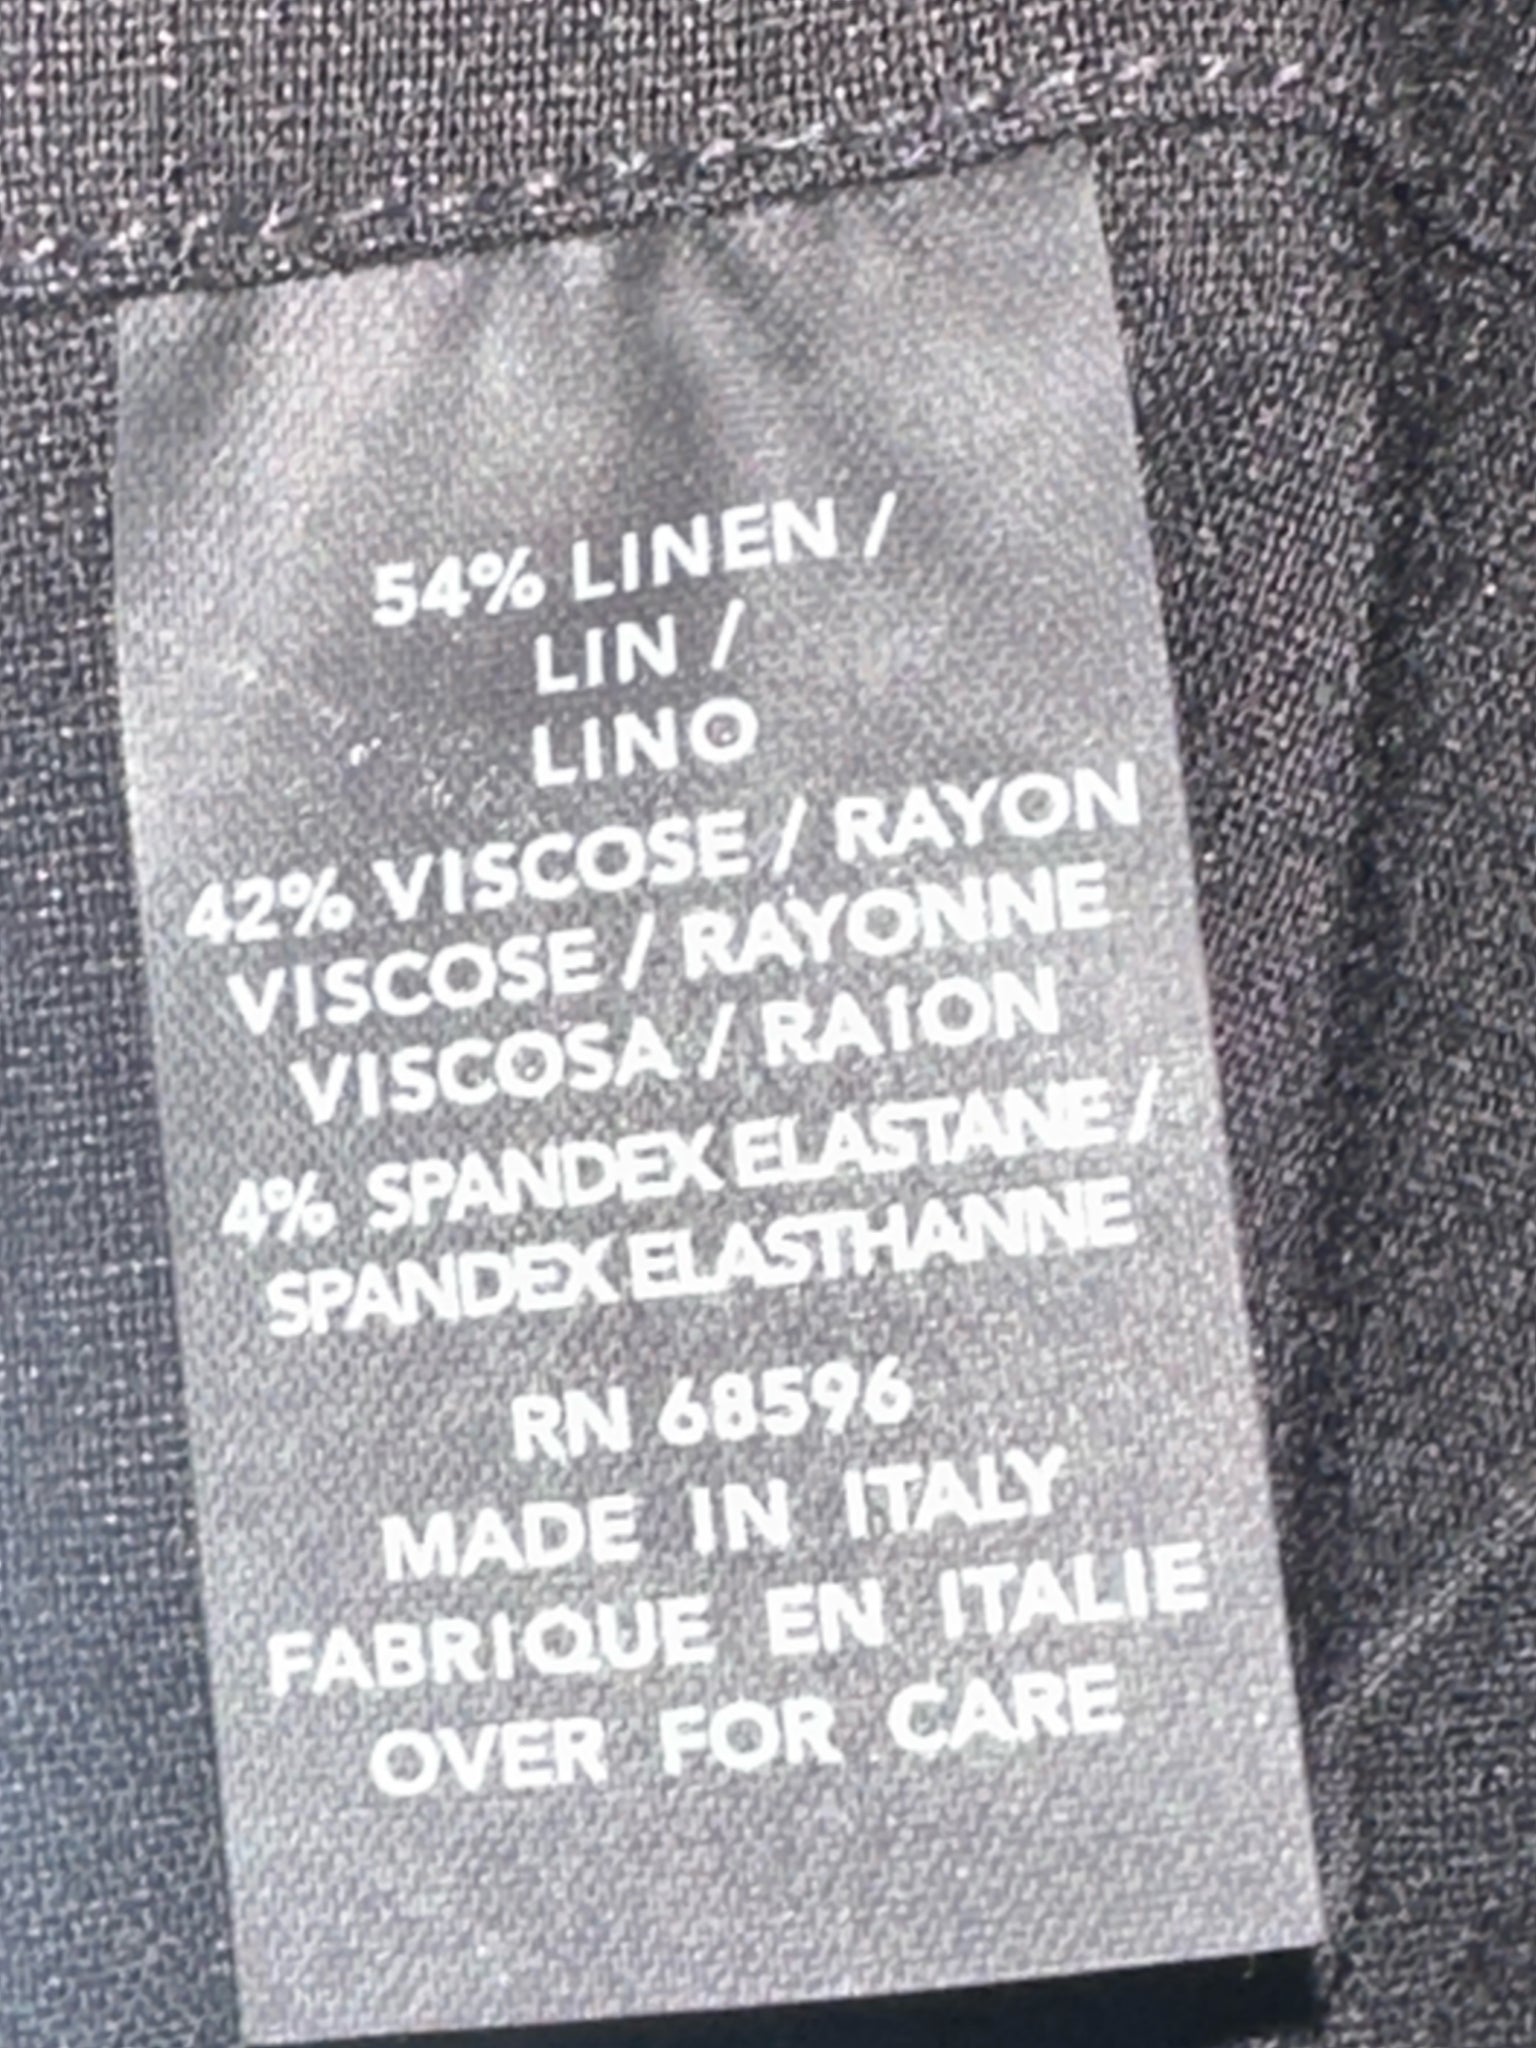 54% LINEN /
LIN /
LINO
42% VISCOSE / RAYON
VISCOSE / RAYONNE
VISCOSA / RAION
4% SPANDEX ELASTANE /
SPANDEX ELASTHANNE
RN 68596
MADE IN ITALY
FABRIQUE EN ITALIE
OVER FOR CARE